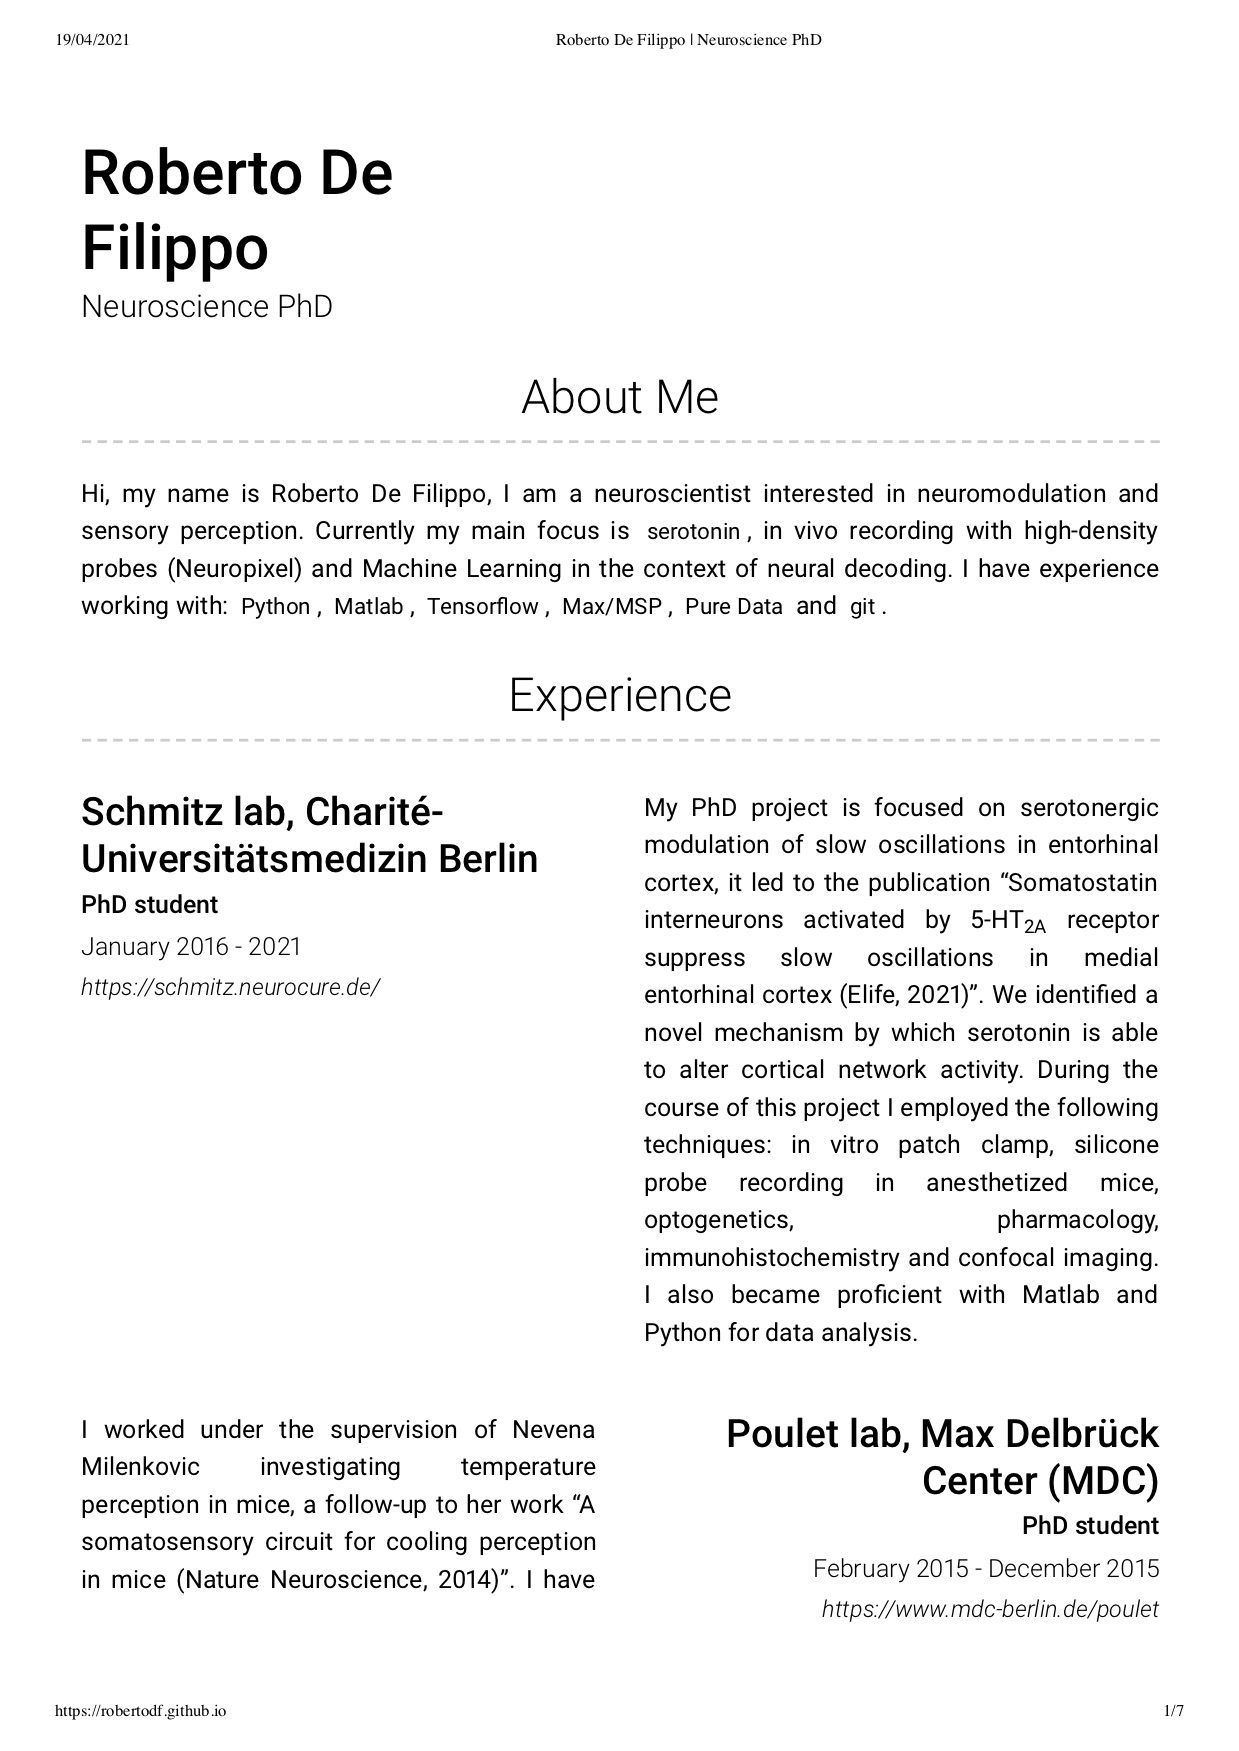 19/04/2021
Roberto De Filippo | Neuroscience PhD
Roberto De
Filippo
Neuroscience PhD
About Me
Hi, my name is Roberto De Filippo, I am a neuroscientist interested in neuromodulation and
sensory perception. Currently my main focus is serotonin , in vivo recording with high-density
probes (Neuropixel) and Machine Learning in the context of neural decoding. I have experience
working with: Python , Matlab , Tensorflow , Max/MSP , Pure Data and git .
Experience
Schmitz lab, Charité-
Universitätsmedizin Berlin
PhD student
January 2016 - 2021
https://schmitz.neurocure.de/
My PhD project is focused on serotonergic
modulation of slow oscillations in entorhinal
cortex, it led to the publication “Somatostatin
interneurons activated by 5-HT2A receptor
suppress slow oscillations in medial
entorhinal cortex (Elife, 2021)”. We identified a
novel mechanism by which serotonin is able
to alter cortical network activity. During the
course of this project I employed the following
techniques: in vitro patch clamp, silicone
probe recording in anesthetized mice,
optogenetics, pharmacology,
immunohistochemistry and confocal imaging.
I also became proficient with Matlab and
Python for data analysis.
I worked under the supervision of Nevena
Milenkovic investigating temperature
perception in mice, a follow-up to her work “A
somatosensory circuit for cooling perception
in mice (Nature Neuroscience, 2014)”. I have
Poulet lab, Max Delbrück
Center (MDC)
PhD student
February 2015 - December 2015
https://www.mdc-berlin.de/poulet
https://robertodf.github.io
1/7